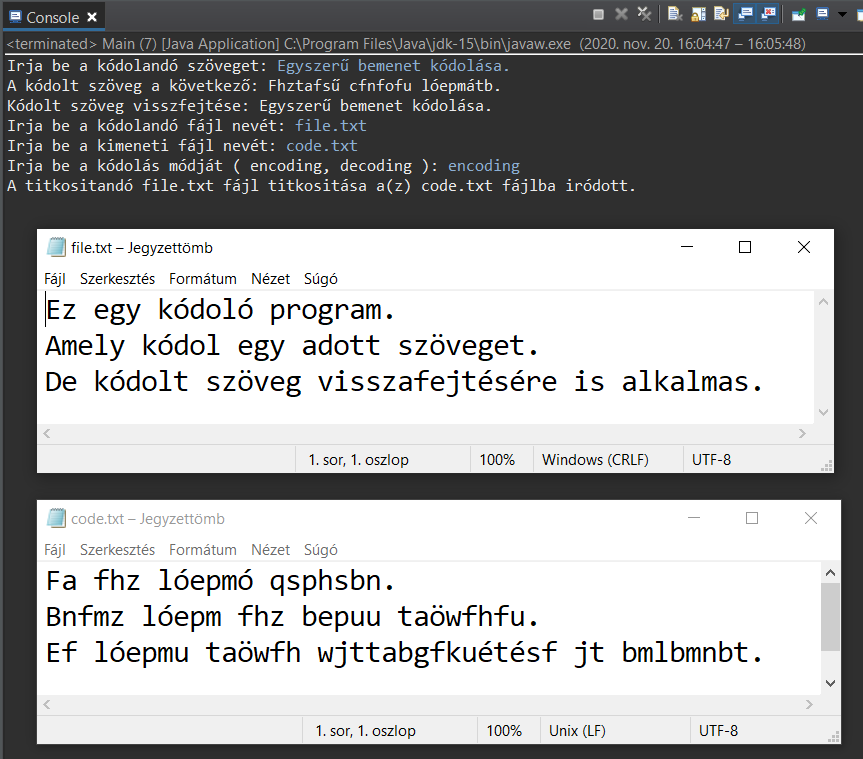 Console
<terminated> Main (7) [Java Application] C:\Program Files\Java\jdk-15\bin\javaw.exe (2020. nov. 20. 16:04:47 – 16:05:48)
Irja be a kódolandó szöveget: Egyszerű bemenet kódolása.
A kódolt szöveg a következő: Fhztafsű cfnfofu lóepmátb.
Kódolt szöveg visszfejtése: Egyszerű bemenet kódolása.
Irja be a kódolandó fájl nevét: file.txt
Irja be a kimeneti fájl nevét: code.txt
Irja be a kódolás módját ( encoding, decoding ): encoding
A titkositandó file.txt fájl titkositása a(z) code.txt fájlba iródott.
file.txt – Jegyzettömb
Fájl Szerkesztés Formátum Nézet Súgó
Ez egy kódoló program.
Amely kódol egy adott szöveget.
De kódolt szöveg visszafejtésére is alkalmas.
1. sor, 1. oszlop 100% Windows (CRLF) UTF-8
code.txt – Jegyzettömb
Fájl Szerkesztés Formátum Nézet Súgó
Fa fhz lóepmó qsphsbn.
Bnfmz lóepm fhz bepuu taöwfhfu.
Ef lóepmu taöwfh wjttabgfkuétésf jt bmlbmnbt.
1. sor, 1. oszlop 100% Unix (LF) UTF-8